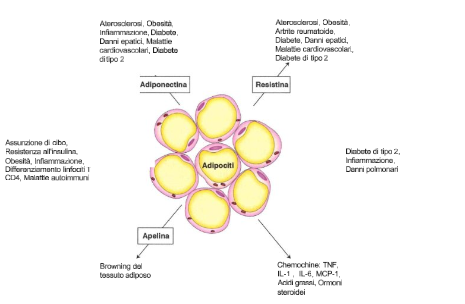 Aterosclerosi, Obesità,
Infiammazione, Diabete,
Danni epatici, Malattie
cardiovascolari, Diabete
di tipo 2
Aterosclerosi, Obesità,
Artrite reumatoide,
Diabete, Danni epatici,
Malattie cardiovascolari,
Diabete di tipo 2
Adiponectina
Resistina
Assunzione di cibo,
Resistenza all'insulina,
Obesità, Infiammazione,
Differenziamento linfociti
CD4, Malattie autoimmuni
Adipociti
Diabete di tipo 2,
Infiammazione,
Danni polmonari
Apelina
Browning del
tessuto adiposo
Chemochine: TNF,
IL-1 , IL-6, MCP-1,
Acidi grassi, Ormoni
steroidei